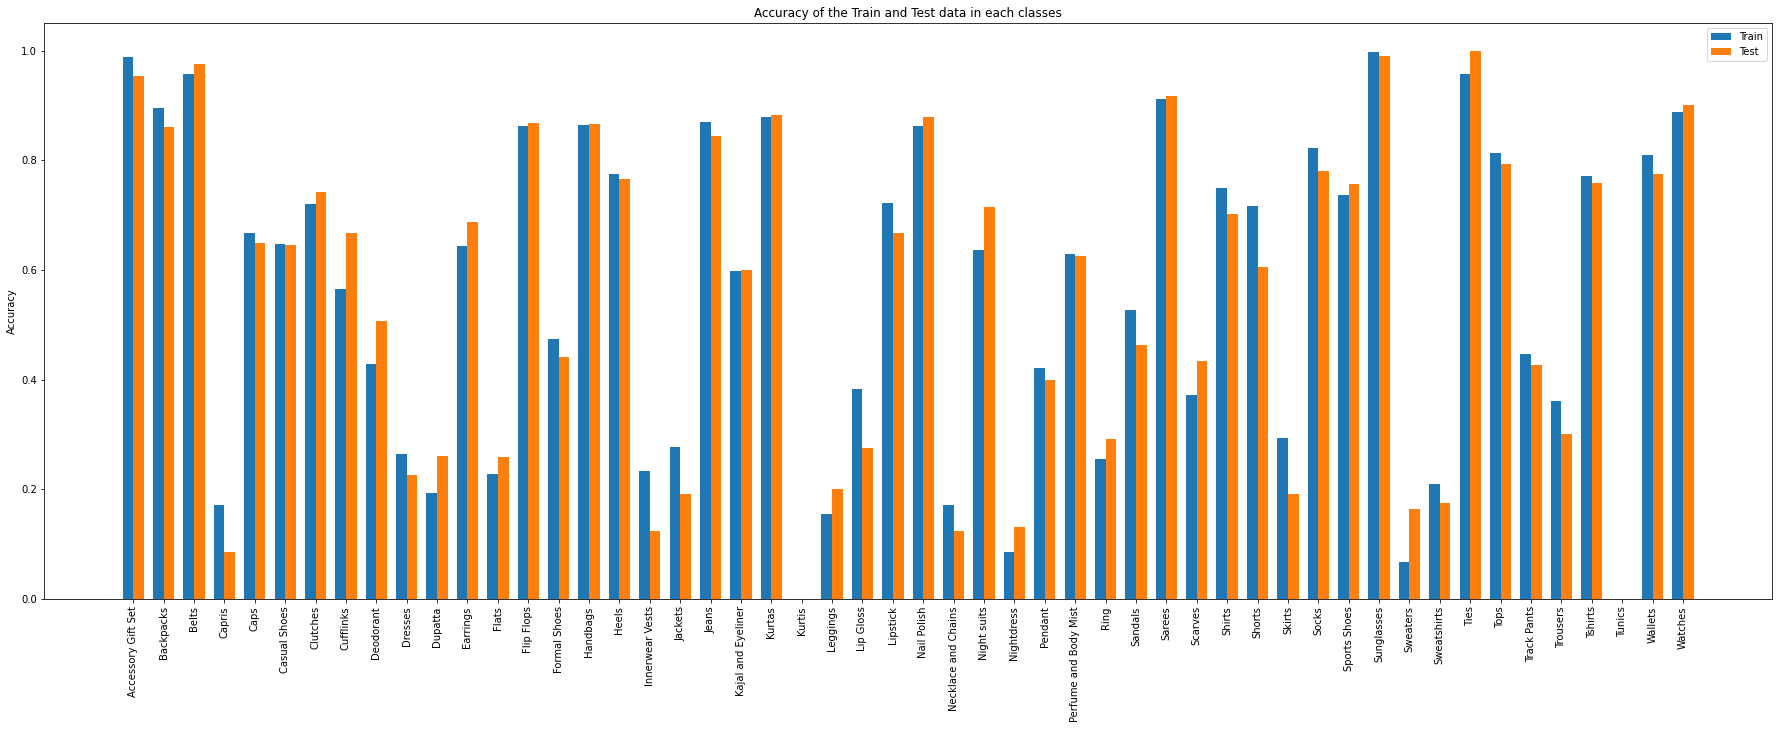 Accuracy of the Train and Test data in each classes
Train
Test
Accuracy
1.0
0.8
0.6
0.4
0.2
0.0
Accessory Gift Set
Backpacks
Belts
Capris
Caps
Casual Shoes
Clutches
Cufflinks
Deodorant
Dresses
Dupatta
Earrings
Flats
Flip Flops
Formal Shoes
Handbags
Heels
Innerwear Vests
Jackets
Jeans
Kajal and Eyeliner
Kurtas
Kurtis
Leggings
Lip Gloss
Lipstick
Nail Polish
Necklace and Chains
Night suits
Nightdress
Pendant
Perfume and Body Mist
Ring
Sandals
Sarees
Scarves
Shirts
Shorts
Skirts
Socks
Sports Shoes
Sunglasses
Sweaters
Sweatshirts
Ties
Tops
Track Pants
Trousers
Tshirts
Tunics
Wallets
Watches